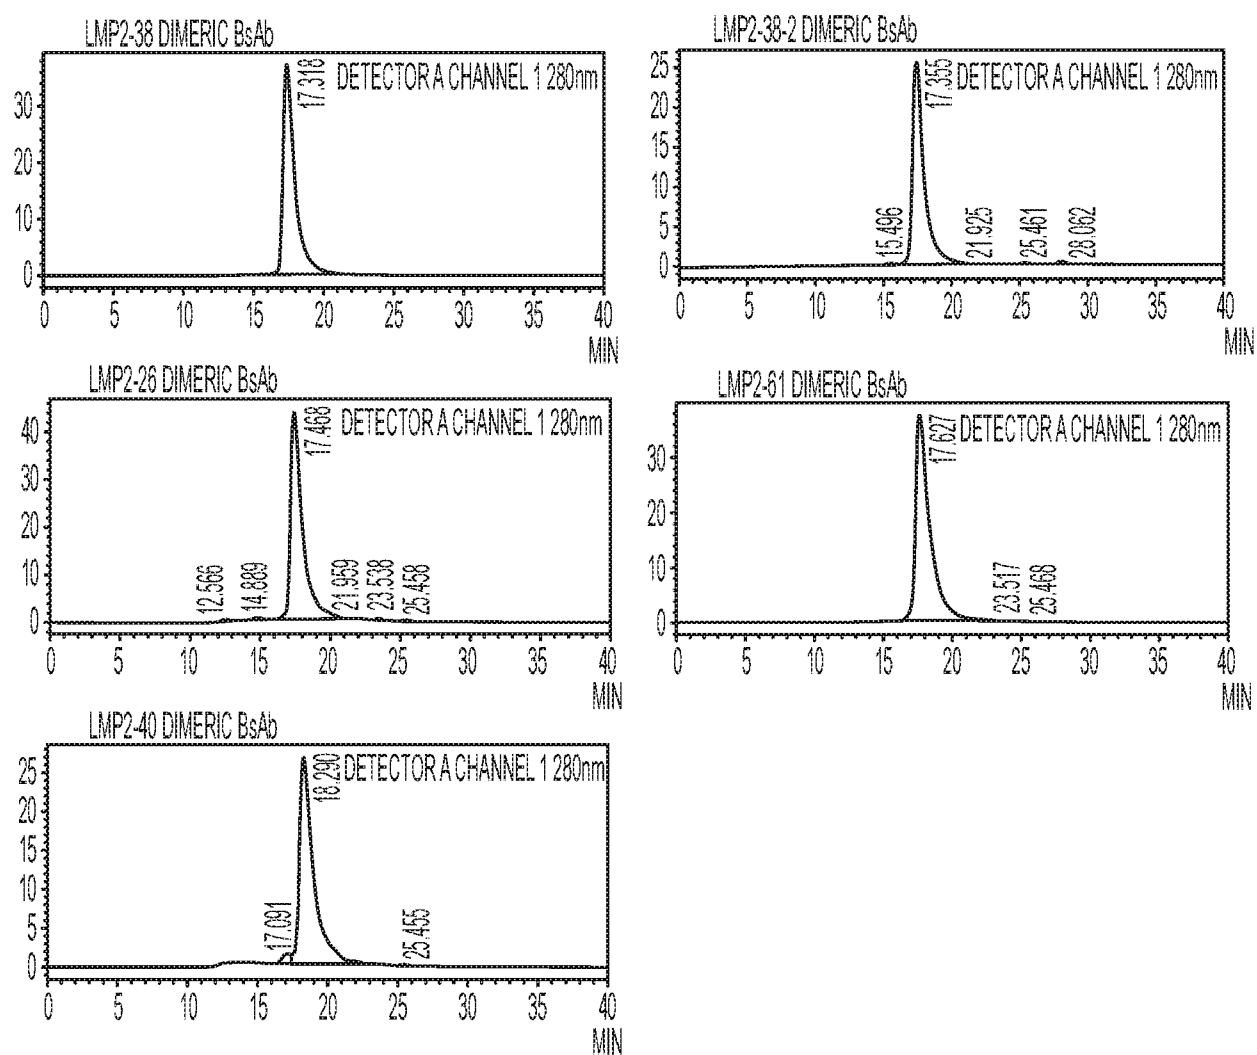 LMP2-38 DIMERIC BsAb
DETECTOR A CHANNEL 1 280nm
17.318
30
20
10
0
0 5 10 15 20 25 30 35 40
MIN
LMP2-38-2 DIMERIC BsAb
DETECTOR A CHANNEL 1 280nm
25
20
15
10
5
0
15.496
17.355
21.925
25.461
28.062
0 5 10 15 20 25 30 35 40
MIN
LMP2-26 DIMERIC BsAb
DETECTOR A CHANNEL 1 280nm
40
30
20
10
0
12.566
14.889
17.468
21.959
23.538
25.458
0 5 10 15 20 25 30 35 40
MIN
LMP2-61 DIMERIC BsAb
DETECTOR A CHANNEL 1 280nm
30
20
10
0
17.627
23.517
25.468
0 5 10 15 20 25 30 35 40
MIN
LMP2-40 DIMERIC BsAb
DETECTOR A CHANNEL 1 280nm
25
20
15
10
5
0
17.091
18.290
25.455
0 5 10 15 20 25 30 35 40
MIN